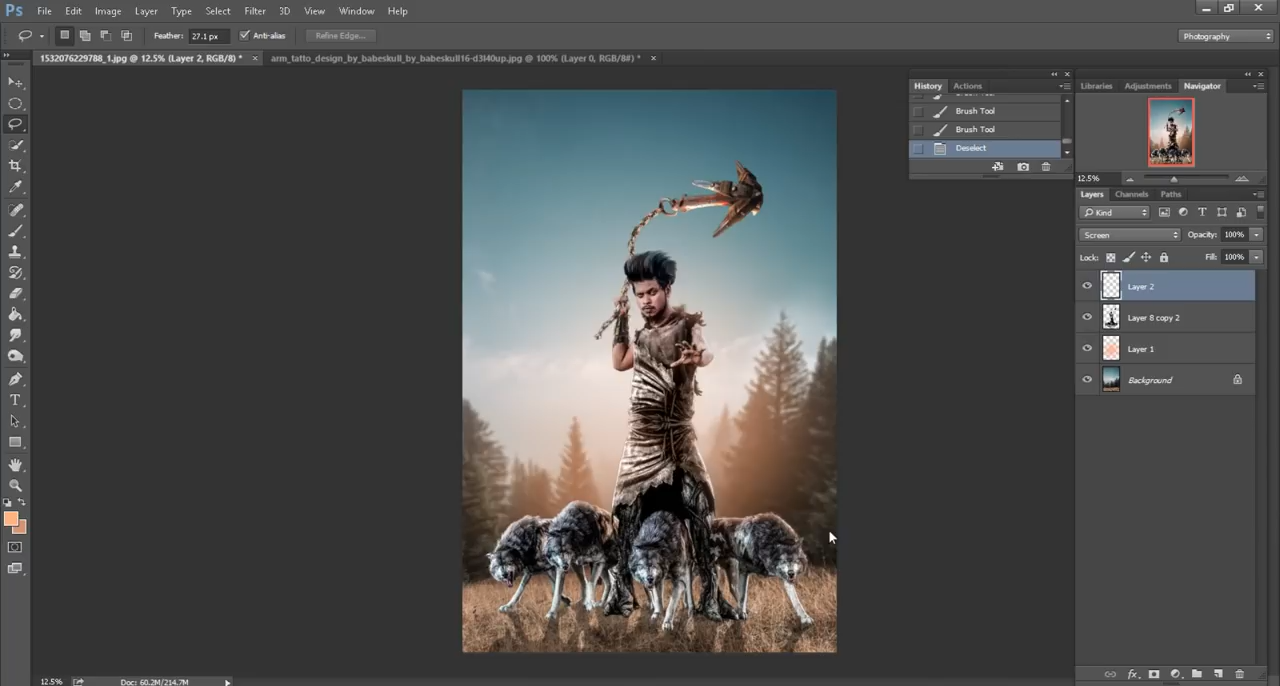 Ps File Edit Image Layer Type Select Filter 3D View Window Help
Feather: 27.1 px Anti-alias Refine Edge... Photography
1532076229788_1.jpg @ 12.5% (Layer 2, RGB/8) * × arm_tatto_design_by_babeskull_by_babeskull16-d3l40up.jpg @ 100% (Layer 0, RGB/8#) * ×
History Actions
Brush Tool
Brush Tool
Brush Tool
Deselect
Libraries Adjustments Navigator
12.5%
Layers Channels Paths
Kind
Screen Opacity: 100%
Lock: Fill: 100%
Layer 2
Layer 8 copy 2
Layer 1
Background
12.5% Doc: 60.2M/214.7M